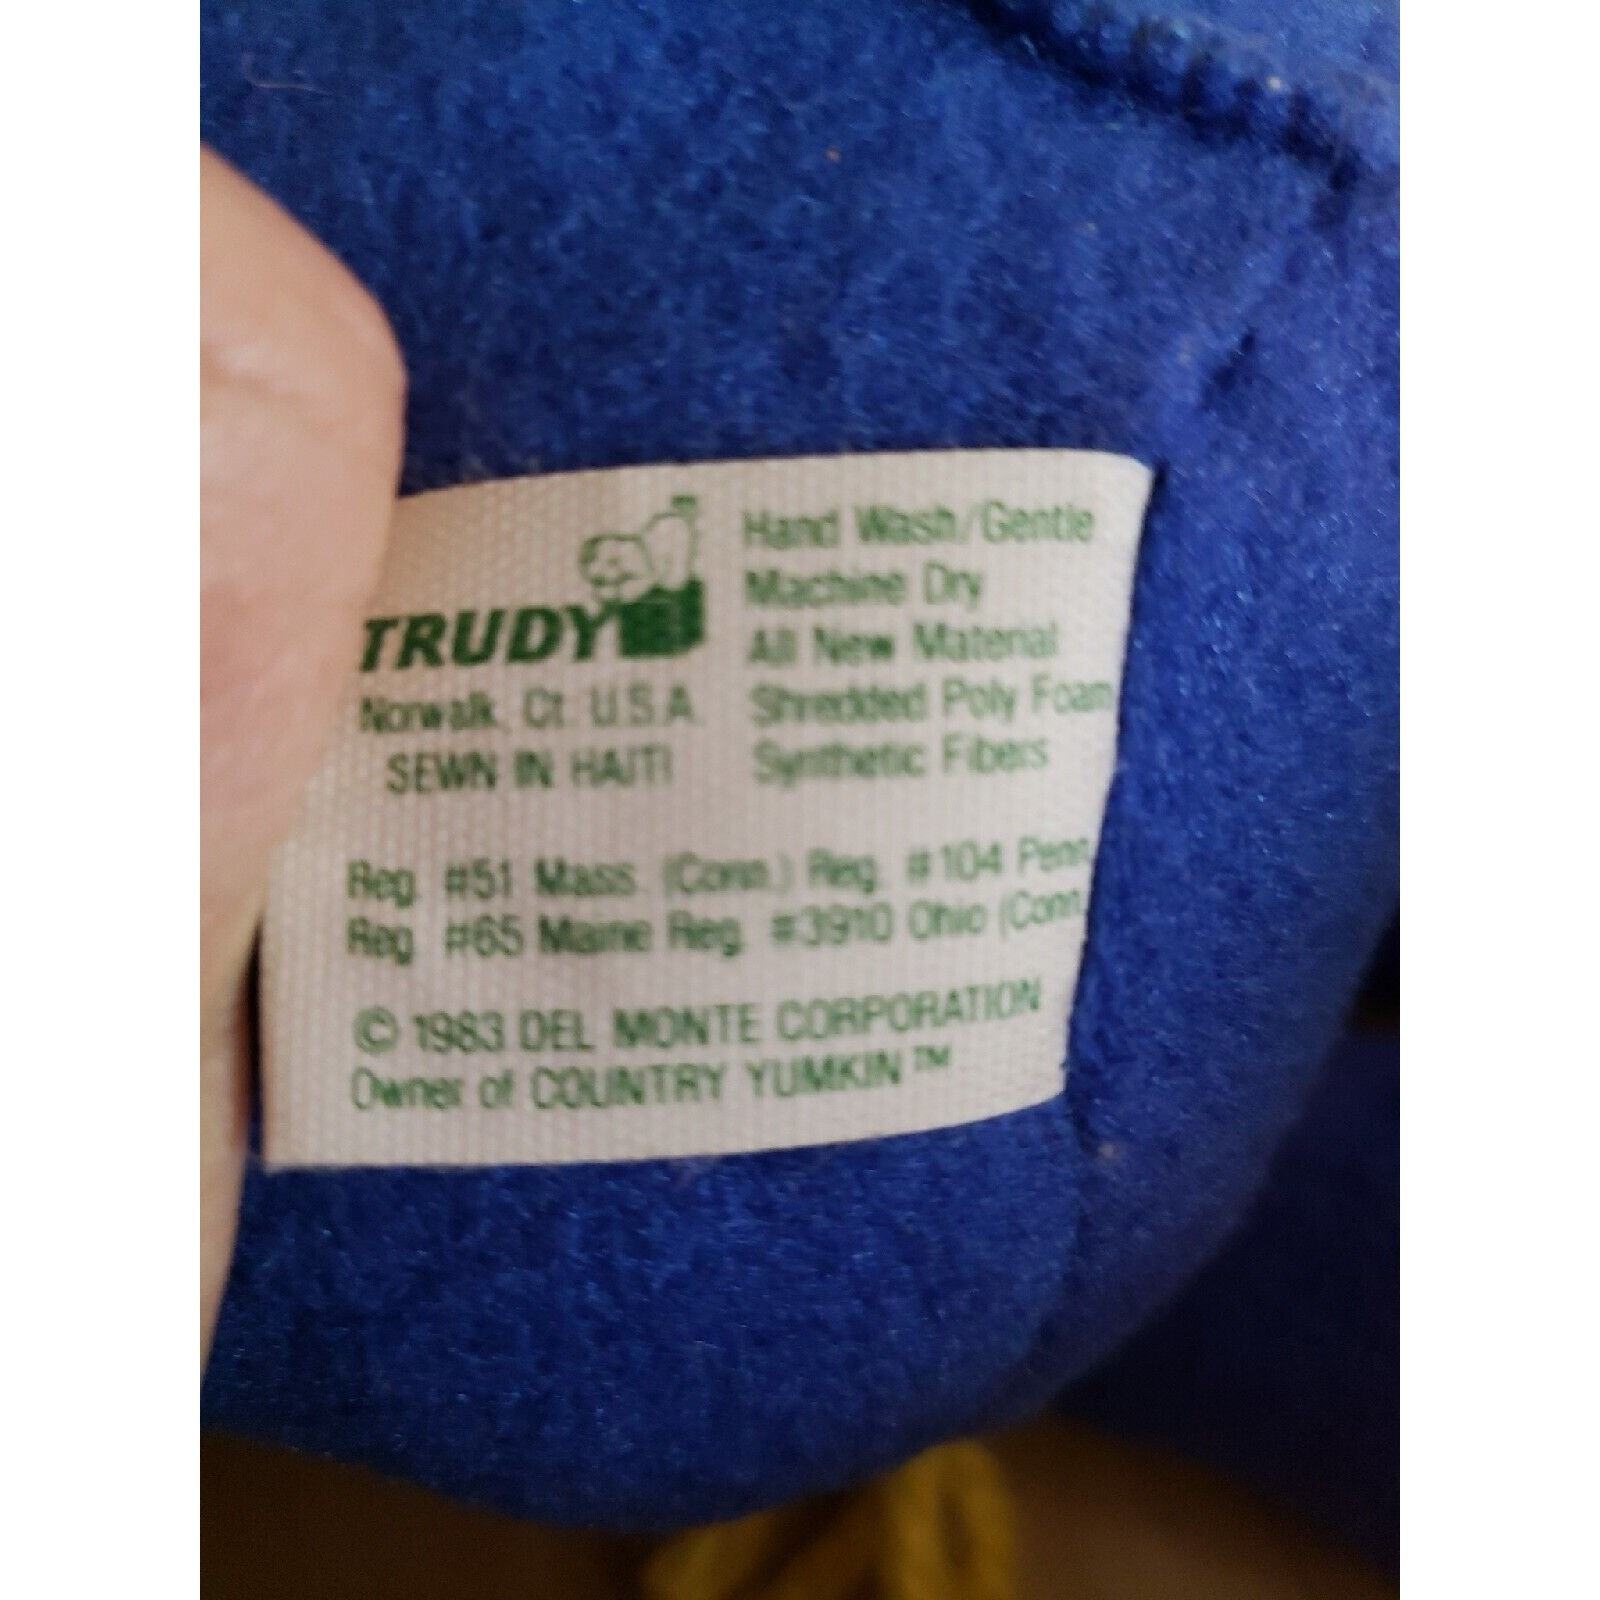 TRUDY
Norwalk, Ct. U.S.A.
SEWN IN HAITI
Hand Wash/Gentle
Machine Dry
All New Material
Shredded Poly Foam
Synthetic Fibers
Reg. #51 Mass. (Conn.) Reg. #104 Penn.
Reg. #65 Maine Reg. #3910 Ohio (Conn.
© 1983 DEL MONTE CORPORATION
Owner of COUNTRY YUMKIN™